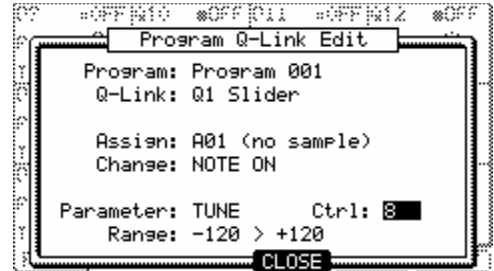 Program Q-Link Edit
Program: Program 001
Q-Link: Q1 Slider
Assign: A01 (no sample)
Change: NOTE ON
Parameter: TUNE Ctrl: 8
Range: -120 > +120
CLOSE